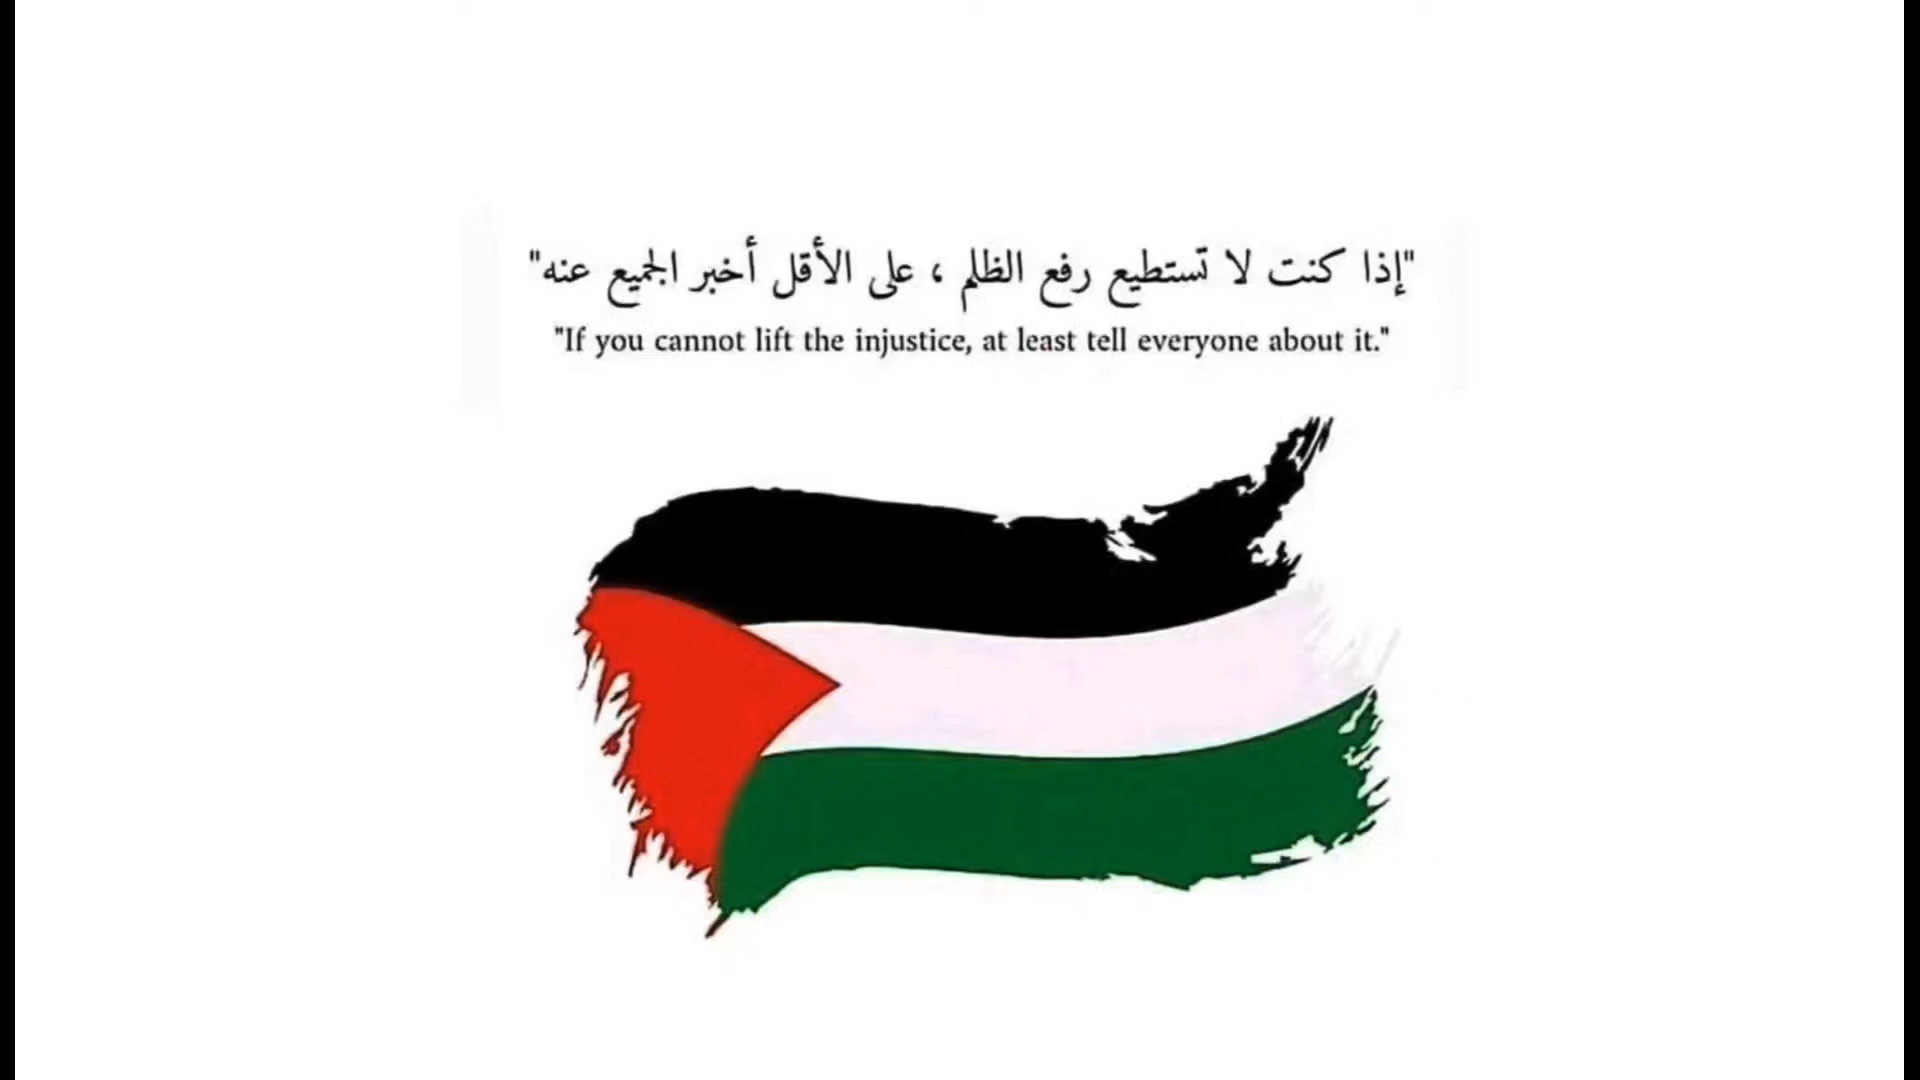 "إذا كنت لا تستطيع رفع الظلم ، على الأقل أخبر الجميع عنه"
"If you cannot lift the injustice, at least tell everyone about it."